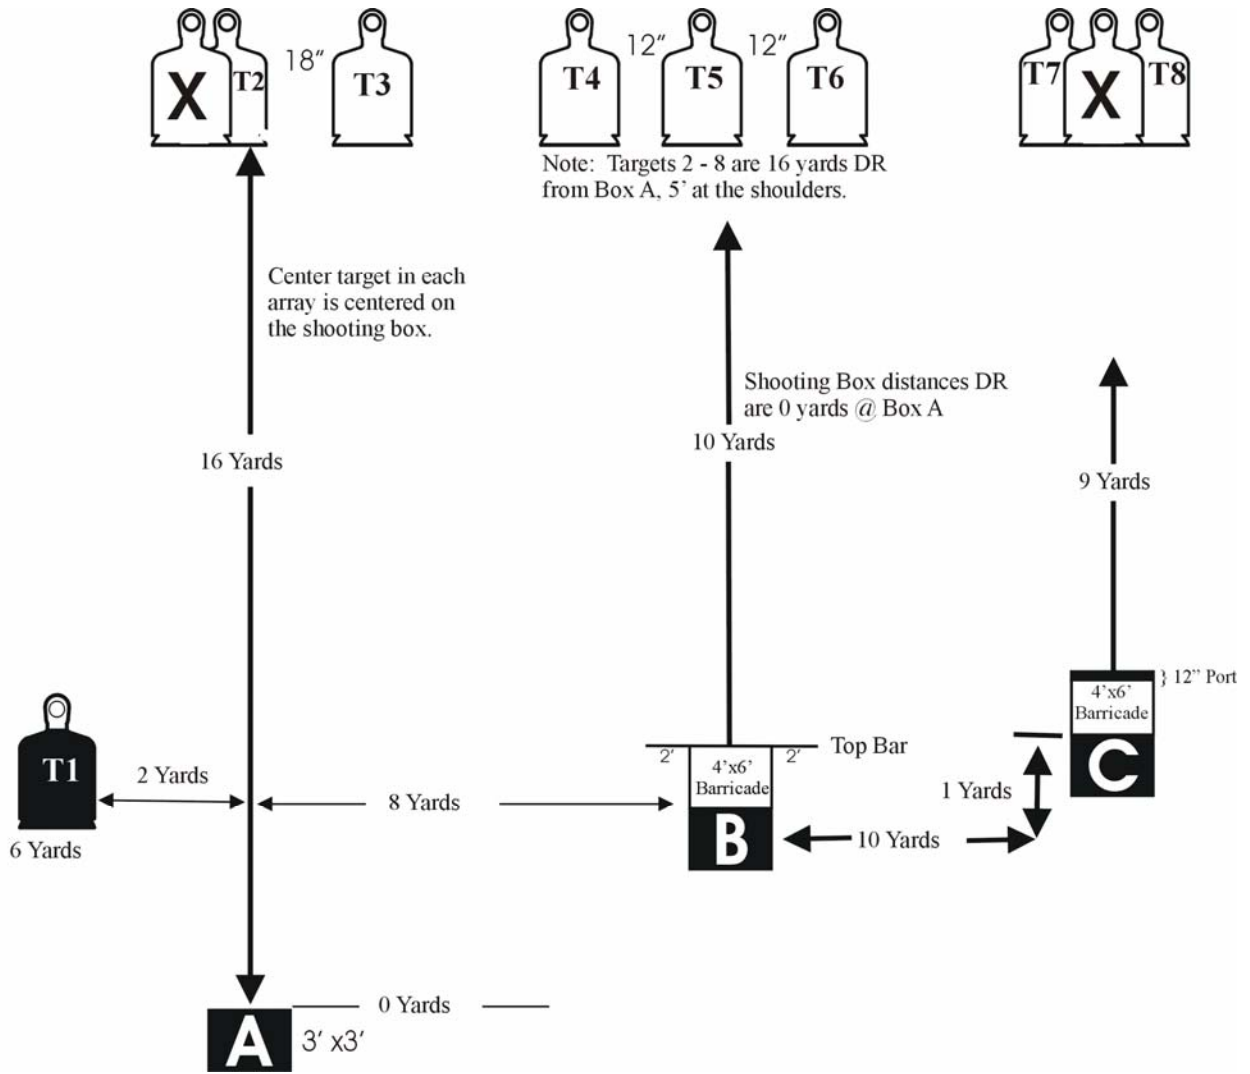 18"
12"
12"
X
T2
T3
T4
T5
T6
T7
X
T8
Note: Targets 2 - 8 are 16 yards DR
from Box A, 5' at the shoulders.
Center target in each
array is centered on
the shooting box.
Shooting Box distances DR
are 0 yards @ Box A
10 Yards
16 Yards
9 Yards
} 12” Port
4'x6'
Barricade
C
Top Bar
2'
2'
4'x6'
Barricade
B
T1
2 Yards
8 Yards
1 Yards
10 Yards
6 Yards
0 Yards
A
3' x3'